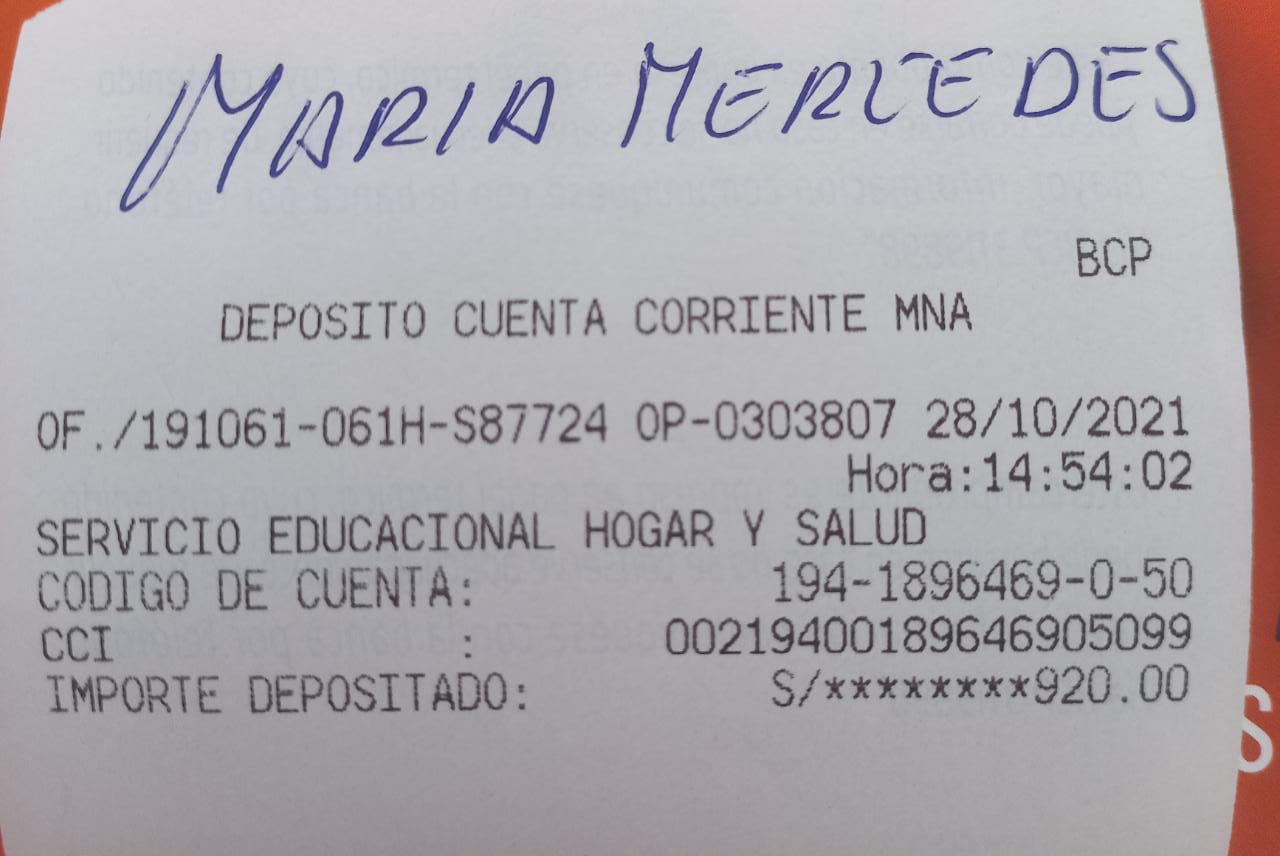 MARIA MERCEDES
BCP
DEPOSITO CUENTA CORRIENTE MNA
OF./191061-061H-S87724 OP-0303807 28/10/2021
Hora:14:54:02
SERVICIO EDUCACIONAL HOGAR Y SALUD
CODIGO DE CUENTA: 194-1896469-0-50
CCI : 00219400189646905099
IMPORTE DEPOSITADO: S/********920.00
S